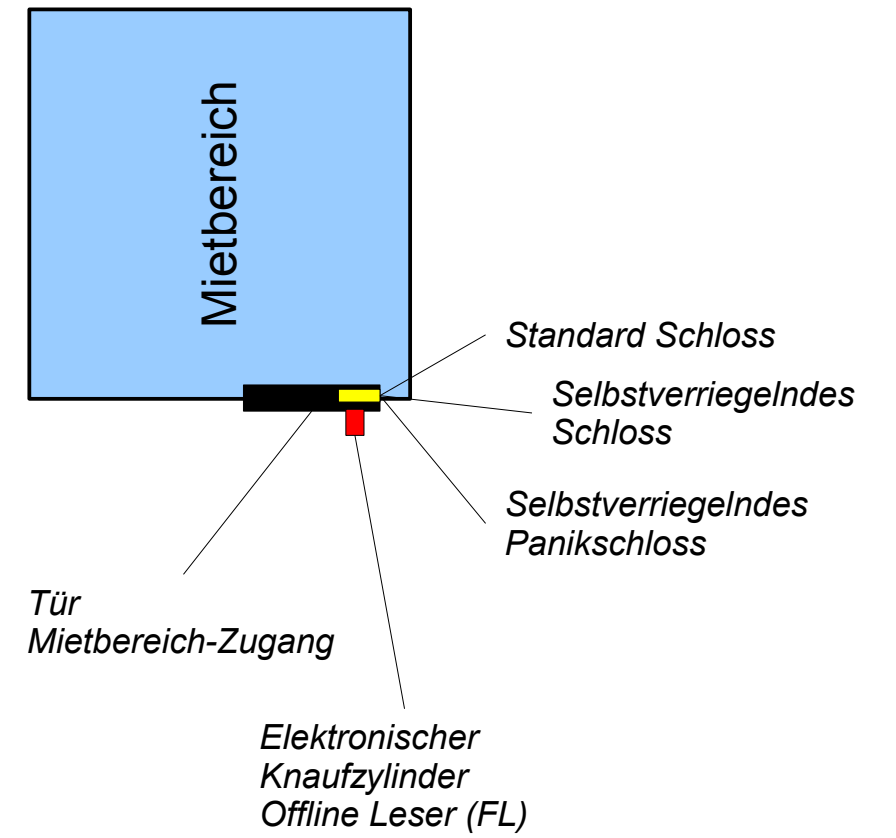 Mietbereich
Standard Schloss
Selbstverriegelndes
Schloss
Selbstverriegelndes
Panikschloss
Tür
Mietbereich-Zugang
Elektronischer
Knaufzylinder
Offline Leser (FL)